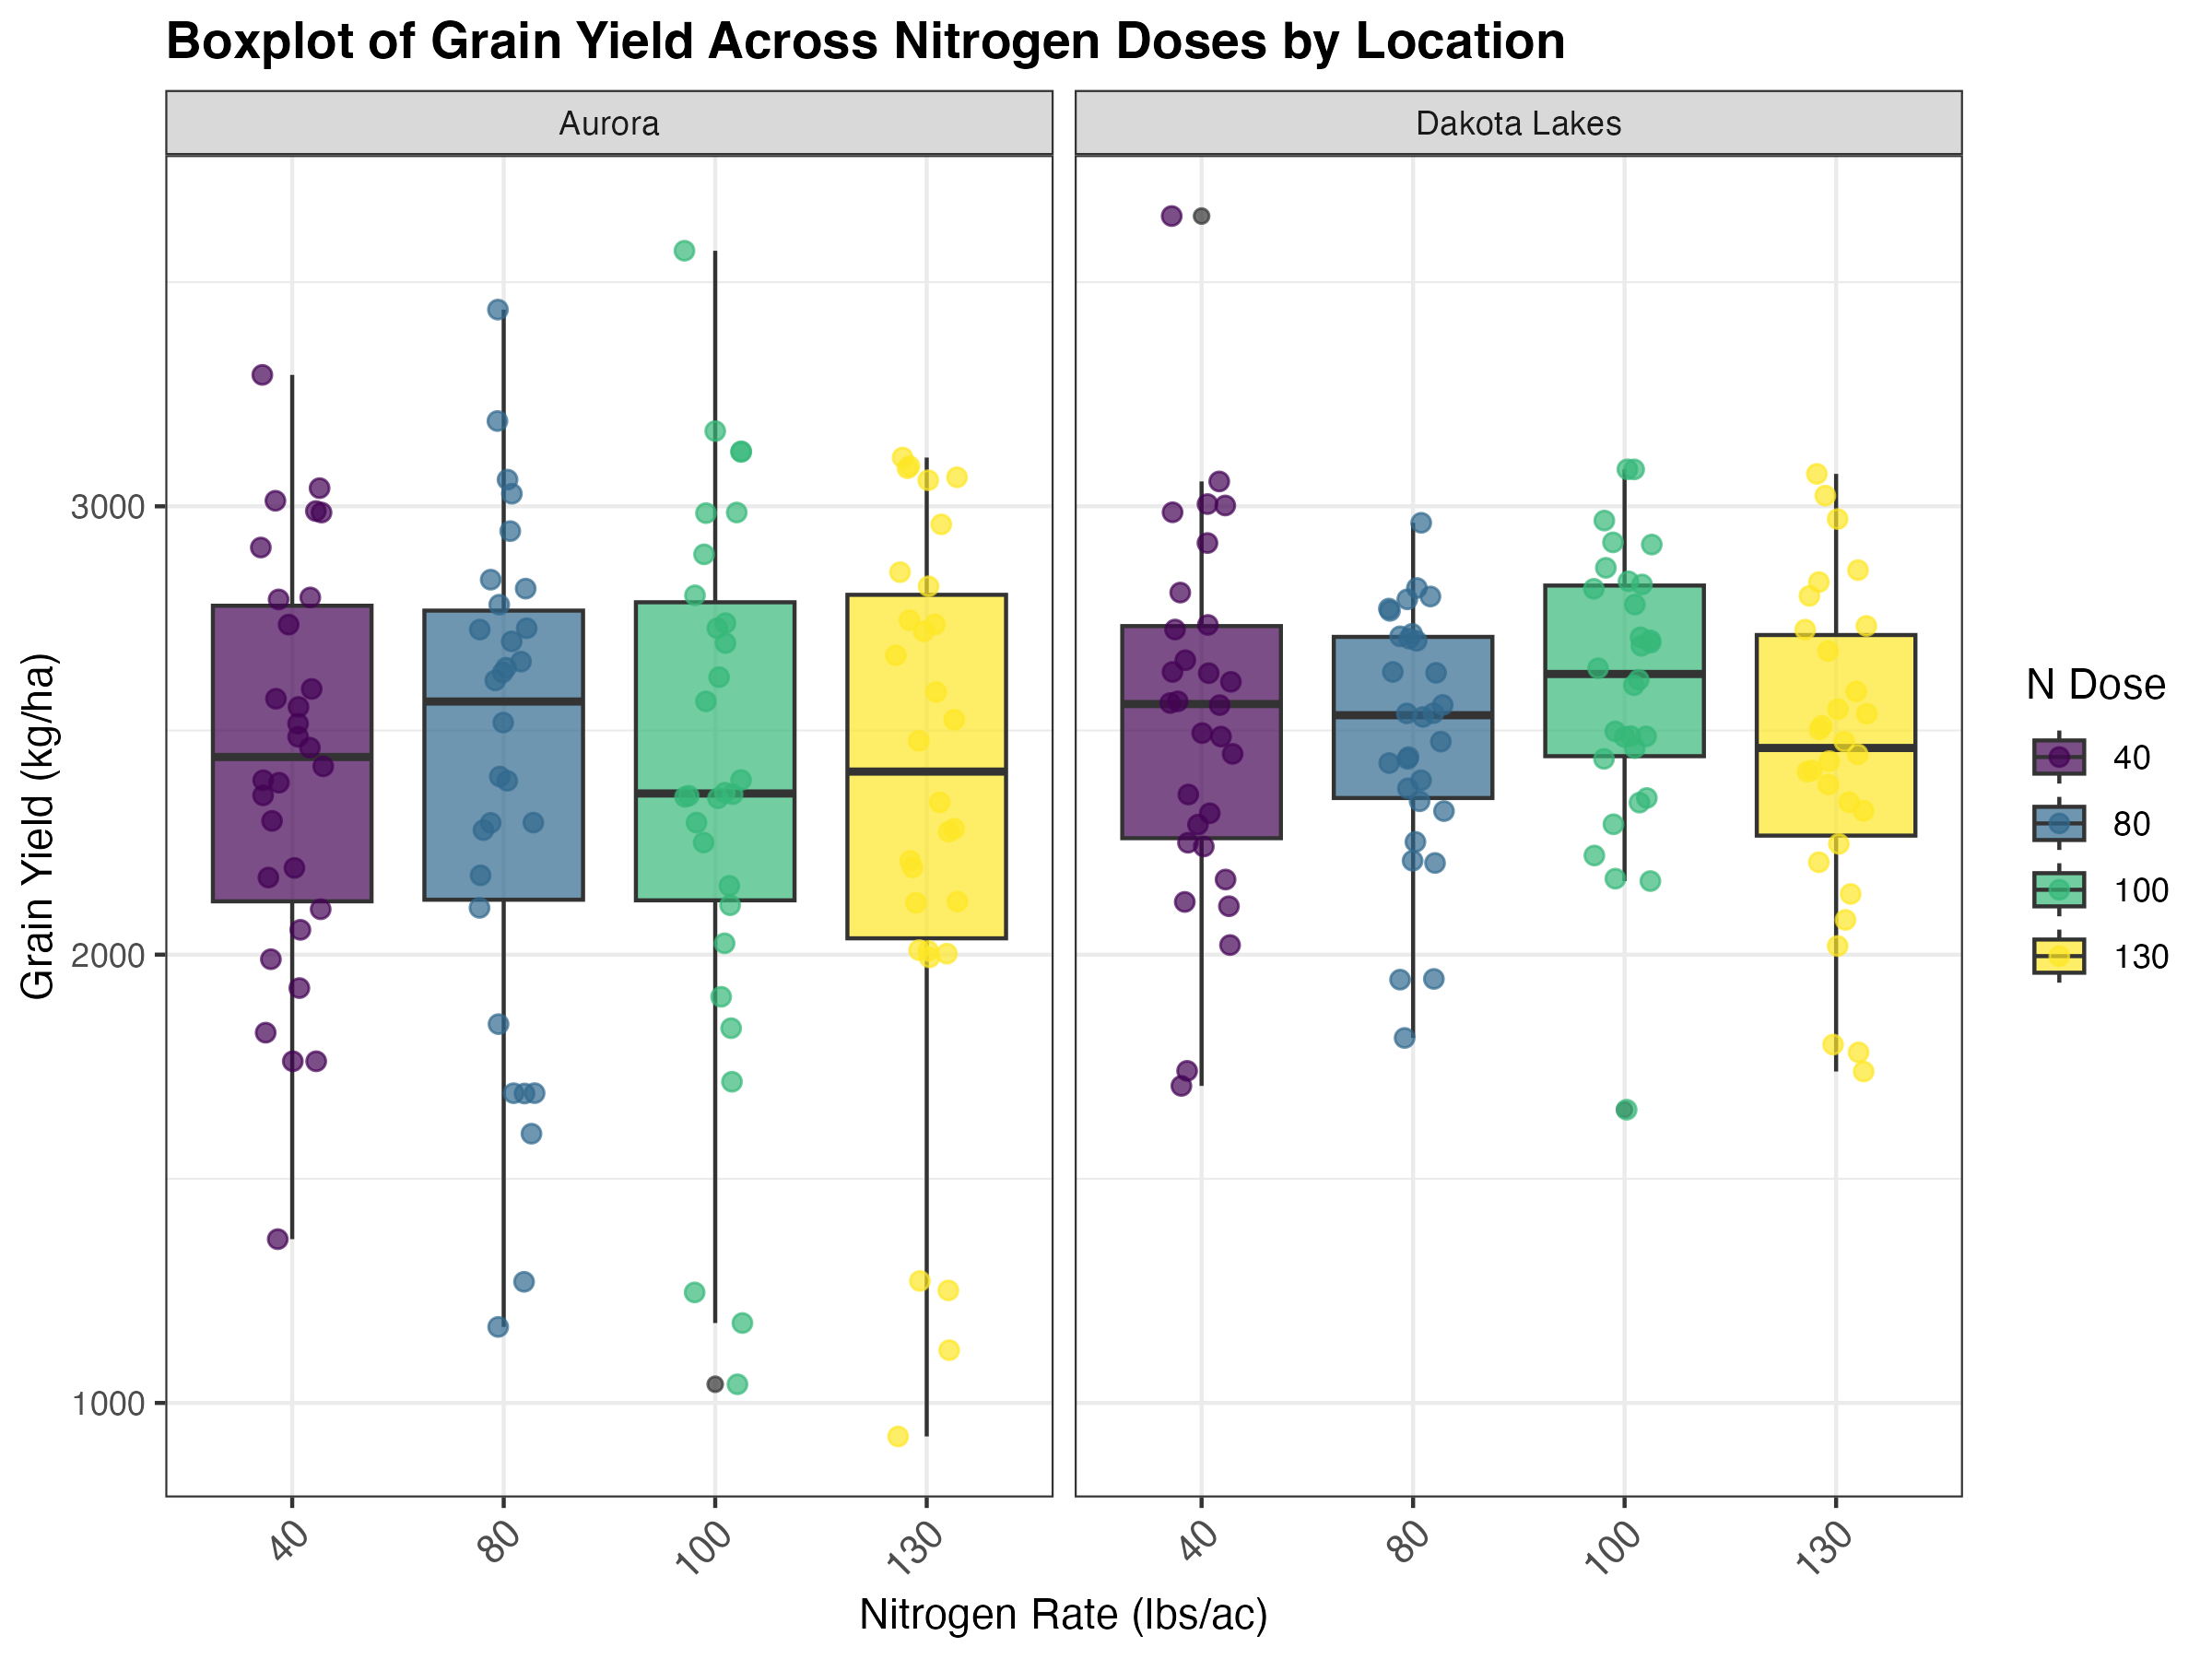 Boxplot of Grain Yield Across Nitrogen Doses by Location
Aurora
Dakota Lakes
Grain Yield (kg/ha)
3000
2000
1000
40
80
100
130
40
80
100
130
Nitrogen Rate (lbs/ac)
N Dose
40
80
100
130